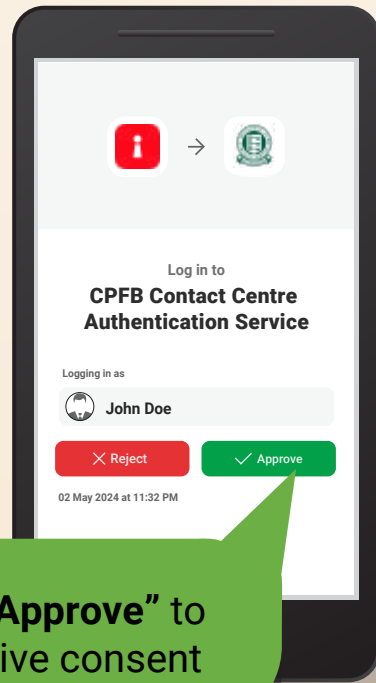 Log in to
CPFB Contact Centre
Authentication Service
Logging in as
John Doe
Reject
Approve
02 May 2024 at 11:32 PM
Approve” to
ive consent